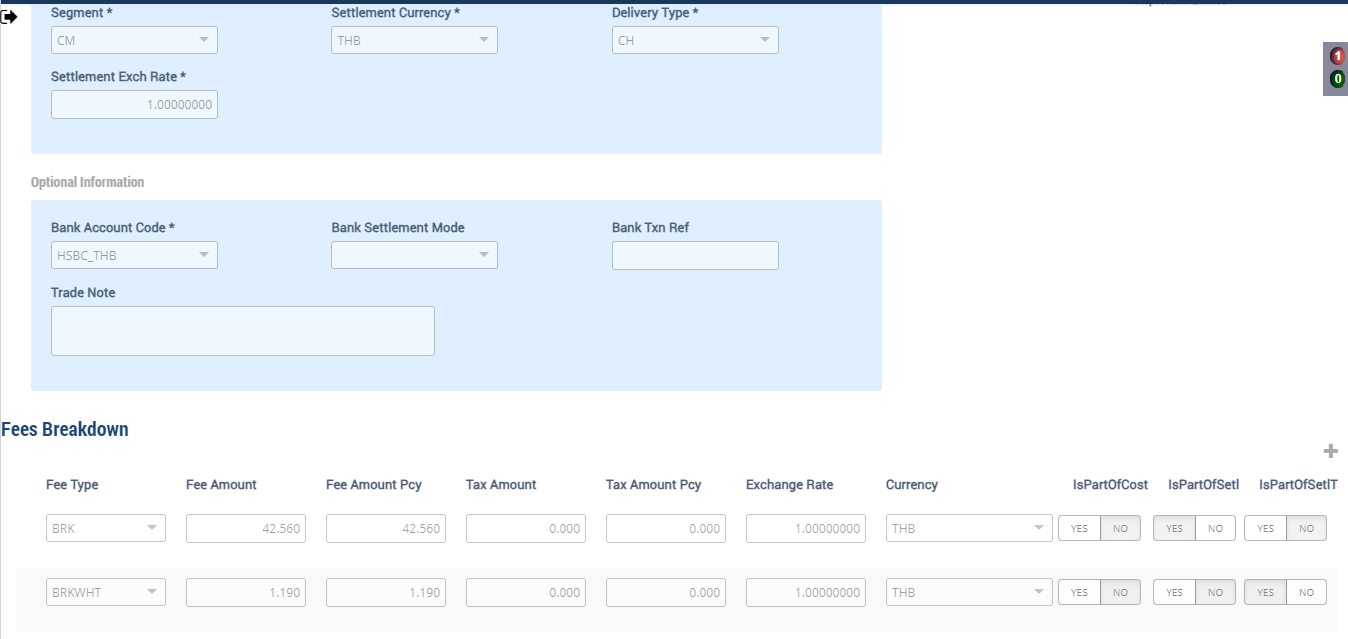 Segment * Settlement Currency * Delivery Type *
CM THB CH
Settlement Exch Rate *
1.00000000
1
0
Optional Information
Bank Account Code * Bank Settlement Mode Bank Txn Ref
HSBC_THB
Trade Note
Fees Breakdown
Fee Type Fee Amount Fee Amount Pcy Tax Amount Tax Amount Pcy Exchange Rate Currency IsPartOfCost IsPartOfSetl IsPartOfSetlT
BRK 42.560 42.560 0.000 0.000 1.00000000 THB YES NO YES NO YES NO
BRKWHT 1.190 1.190 0.000 0.000 1.00000000 THB YES NO YES NO YES NO